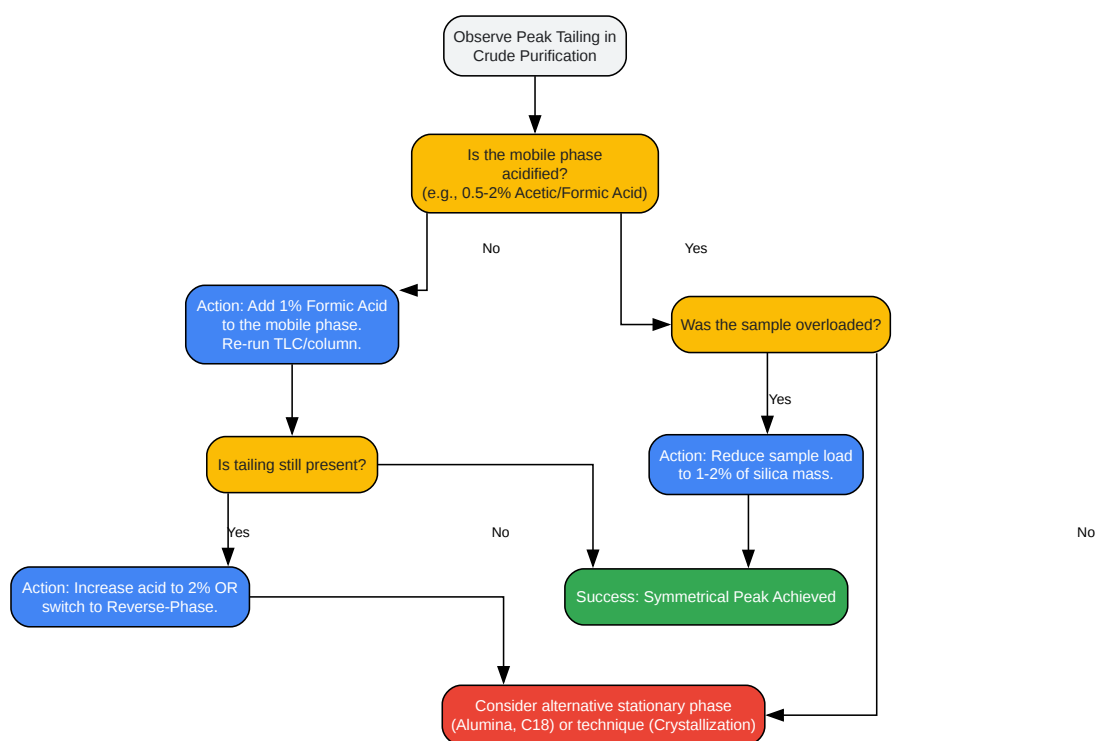 Observe Peak Tailing in
Crude Purification
Is the mobile phase
acidified?
(e.g., 0.5-2% Acetic/Formic Acid)
No
Yes
Action: Add 1% Formic Acid
to the mobile phase.
Re-run TLC/column.
Was the sample overloaded?
Yes
Is tailing still present?
Action: Reduce sample load
to 1-2% of silica mass.
Yes
No
No
Action: Increase acid to 2% OR
switch to Reverse-Phase.
Success: Symmetrical Peak Achieved
Consider alternative stationary phase
(Alumina, C18) or technique (Crystallization)